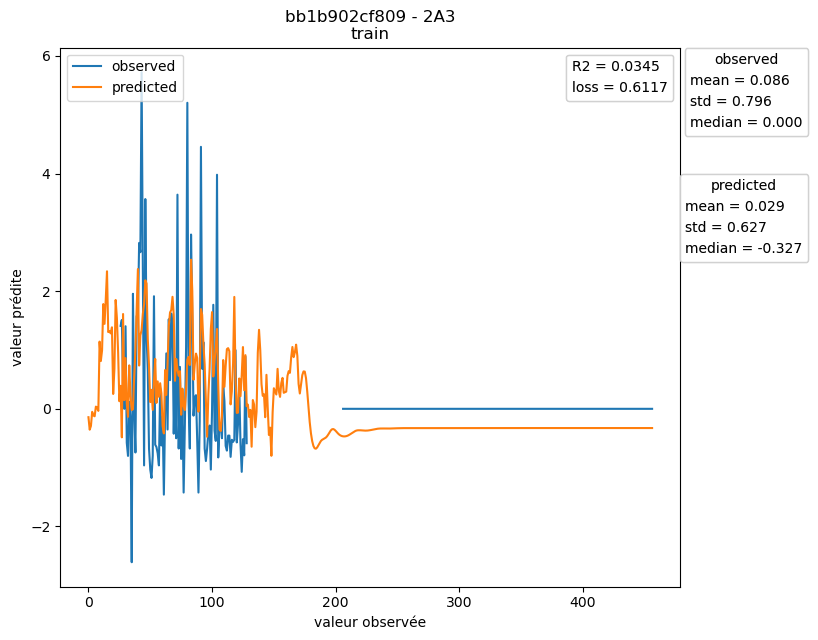 bb1b902cf809 - 2A3
train
observed
predicted
R2 = 0.0345
loss = 0.6117
observed
mean = 0.086
std = 0.796
median = 0.000
predicted
mean = 0.029
std = 0.627
median = -0.327
6
4
2
0
−2
valeur prédite
0
100
200
300
400
valeur observée